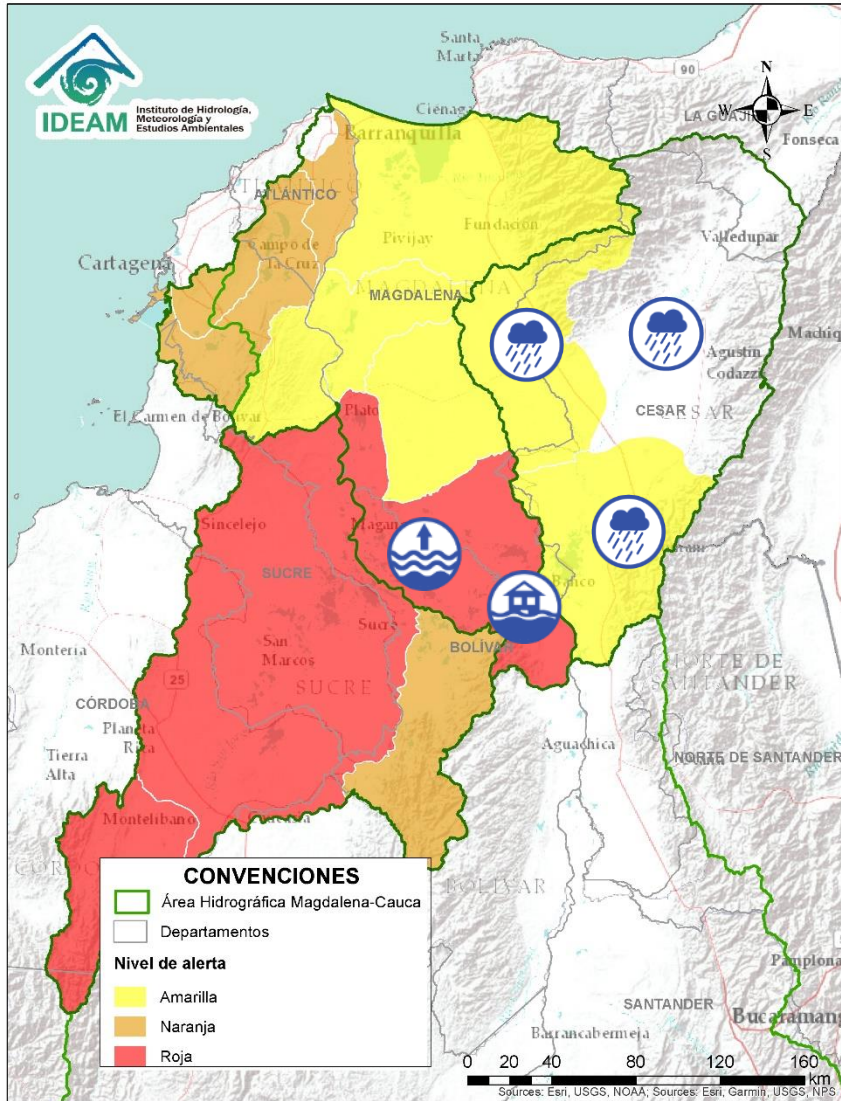 IDEAM
Instituto de Hidrología,
Meteorología y
Estudios Ambientales
Santa
Marta
90
N
W
E
S
LA GUAJI
Fonseca
Ciénaga
Barranquilla
ATLÁNTICO
Campo de
la Cruz
Pivijay
Fundación
Valledupar
Cartagena
MAGDALENA
MAGDALENA
Machiq
Agustín
Codazzi
CESAR
CESAR
El Carmen de Bolívar
Plato
Sincelejo
Magan
SUCRE
Banco
Sucre
BOLÍVAR
San
Marcos
Montería
SUCRE
25
NORTE DE
SANTANDER
CÓRDOBA
Planeta
Rica
Tierra
Alta
Aguachica
NORTE DE SANTANDER
Montelíbano
BOLÍVAR
CONVENCIONES
Área Hidrográfica Magdalena-Cauca
Departamentos
Nivel de alerta
Amarilla
Naranja
Roja
Pamplona
SANTANDER
Bucaramang
Barrancabermeja
0 20 40 80 120 160
km
Sources: Esri, USGS, NOAA; Sources: Esri, Garmin, USGS, NPS